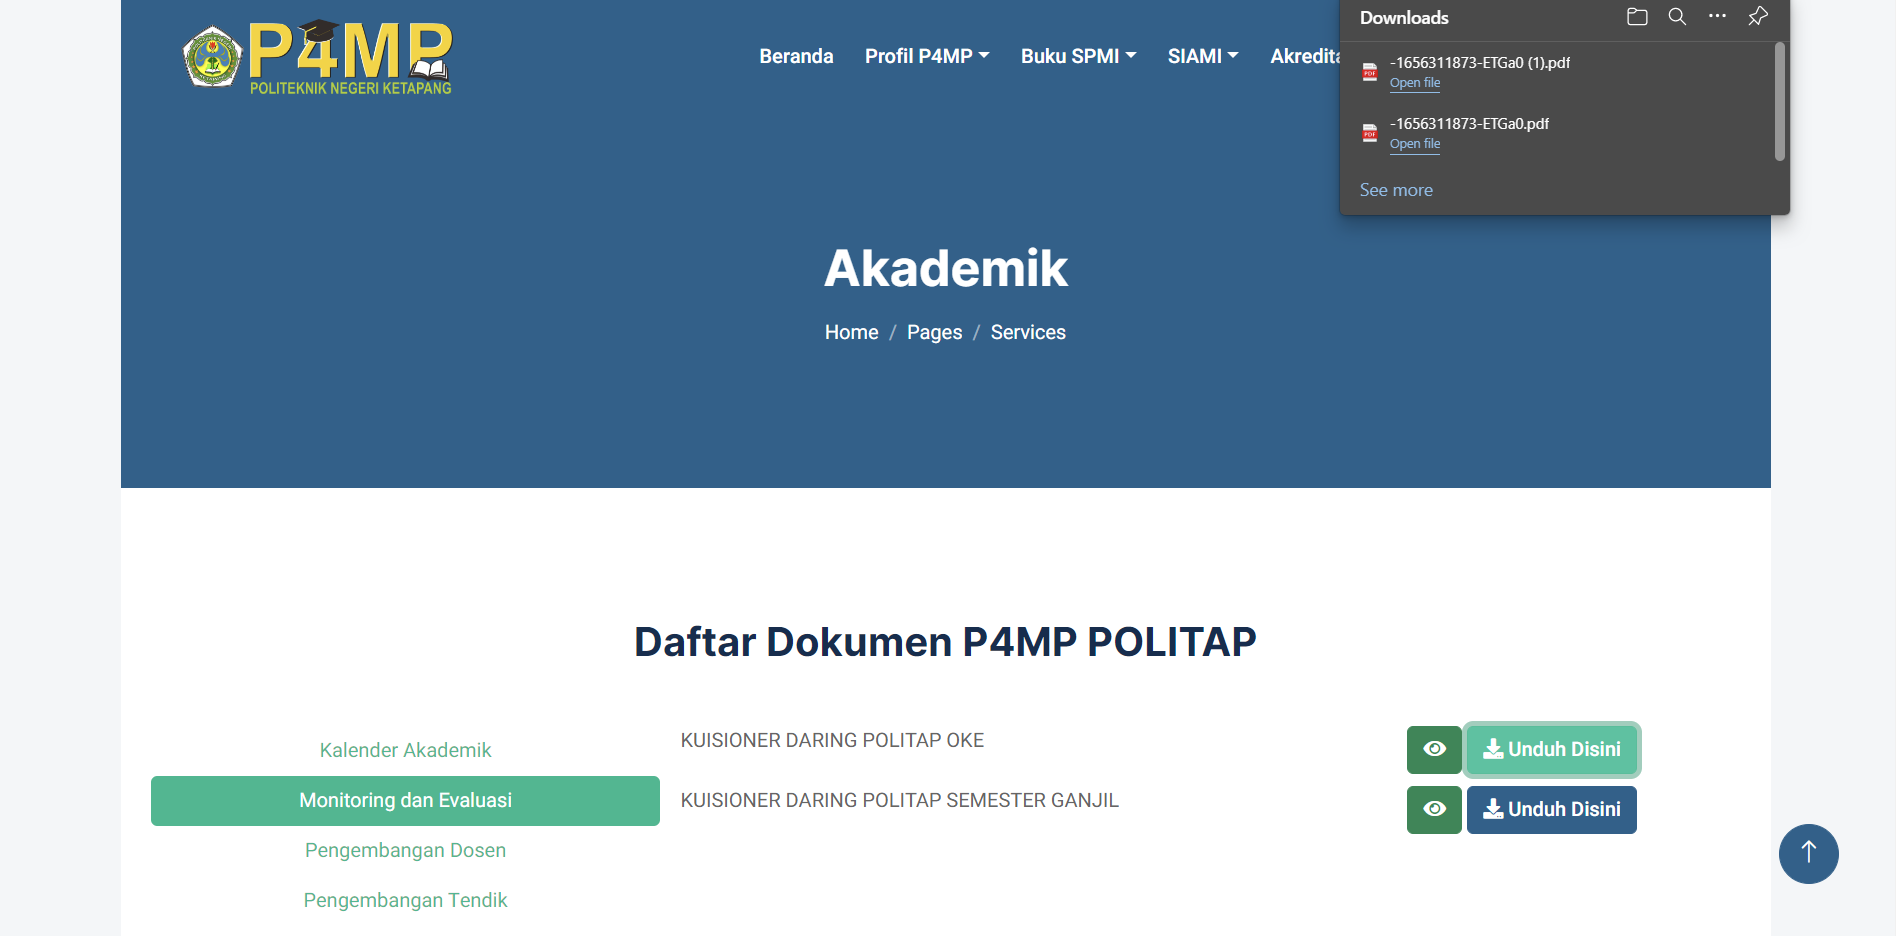 P4MP
POLITEKNIK NEGERI KETAPANG
Beranda
Profil P4MP
Buku SPMI
SIAMI
Akredita
Downloads
-1656311873-ETGa0 (1).pdf
Open file
-1656311873-ETGa0.pdf
Open file
See more
Akademik
Home / Pages / Services
Daftar Dokumen P4MP POLITAP
Kalender Akademik
Monitoring dan Evaluasi
Pengembangan Dosen
Pengembangan Tendik
KUISIONER DARING POLITAP OKE
Unduh Disini
KUISIONER DARING POLITAP SEMESTER GANJIL
Unduh Disini